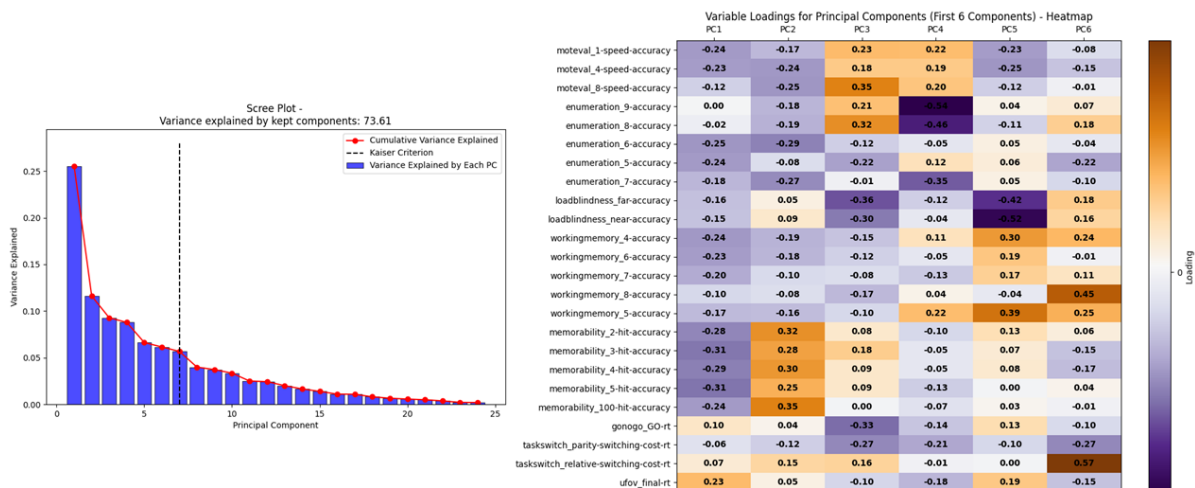 Scree Plot -
Variance explained by kept components: 73.61
Cumulative Variance Explained
Kaiser Criterion
Variance Explained by Each PC
Variance Explained
0.25
0.20
0.15
0.10
0.05
0.00
0 5 10 15 20 25
Principal Component
Variable Loadings for Principal Components (First 6 Components) - Heatmap
PC1 PC2 PC3 PC4 PC5 PC6
moteval_1-speed-accuracy -0.24 -0.17 0.23 0.22 -0.23 -0.08
moteval_4-speed-accuracy -0.23 -0.24 0.18 0.19 -0.25 -0.15
moteval_8-speed-accuracy -0.12 -0.25 0.35 0.20 -0.12 -0.01
enumeration_9-accuracy 0.00 -0.18 0.21 -0.54 0.04 0.07
enumeration_8-accuracy -0.02 -0.19 0.32 -0.46 -0.11 0.18
enumeration_6-accuracy -0.25 -0.29 -0.12 -0.05 0.05 -0.04
enumeration_5-accuracy -0.24 -0.08 -0.22 0.12 0.06 -0.22
enumeration_7-accuracy -0.18 -0.27 -0.01 -0.35 0.05 -0.10
loadblindness_far-accuracy -0.16 0.05 -0.36 -0.12 -0.42 0.18
loadblindness_near-accuracy -0.15 0.09 -0.30 -0.04 -0.52 0.16
workingmemory_4-accuracy -0.24 -0.19 -0.15 0.11 0.30 0.24
workingmemory_6-accuracy -0.23 -0.18 -0.12 -0.05 0.19 -0.01
workingmemory_7-accuracy -0.20 -0.10 -0.08 -0.13 0.17 0.11
workingmemory_8-accuracy -0.10 -0.08 -0.17 0.04 -0.04 0.45
workingmemory_5-accuracy -0.17 -0.16 -0.10 0.22 0.39 0.25
memorability_2-hit-accuracy -0.28 0.32 0.08 -0.10 0.13 0.06
memorability_3-hit-accuracy -0.31 0.28 0.18 -0.05 0.07 -0.15
memorability_4-hit-accuracy -0.29 0.30 0.09 -0.05 0.08 -0.17
memorability_5-hit-accuracy -0.31 0.25 0.09 -0.13 0.00 0.04
memorability_100-hit-accuracy -0.24 0.35 0.00 -0.07 0.03 -0.01
gonogo_GO-rt 0.10 0.04 -0.33 -0.14 0.13 -0.10
taskswitch_parity-switching-cost-rt -0.06 -0.12 -0.27 -0.21 -0.10 -0.27
taskswitch_relative-switching-cost-rt 0.07 0.15 0.16 -0.01 0.00 0.57
ufov_final-rt 0.23 0.05 -0.10 -0.18 0.19 -0.15
0
Loading